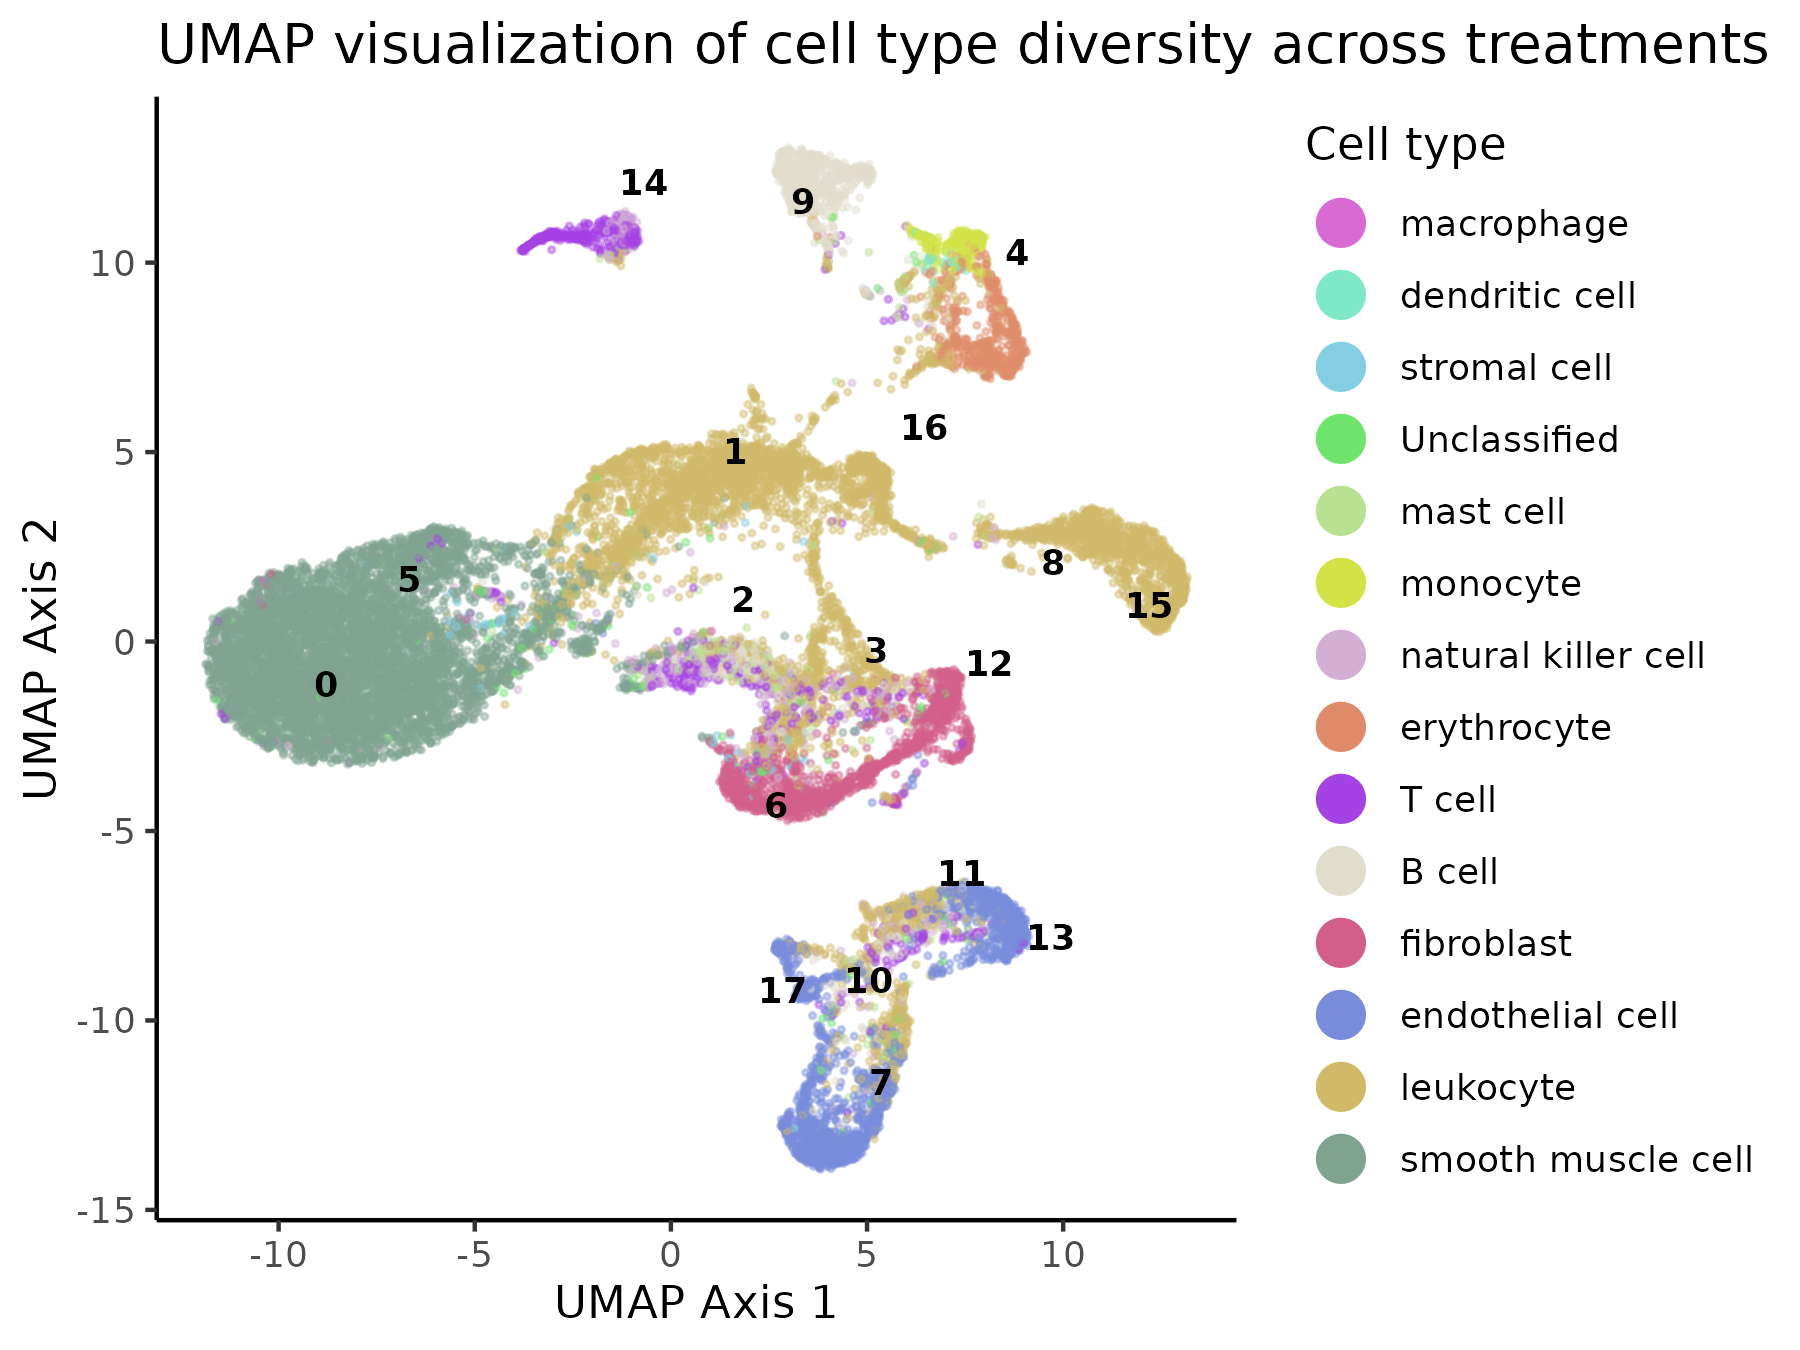 UMAP visualization of cell type diversity across treatments
Cell type
macrophage
dendritic cell
stromal cell
Unclassified
mast cell
monocyte
natural killer cell
erythrocyte
T cell
B cell
fibroblast
endothelial cell
leukocyte
smooth muscle cell
14
9
4
16
1
5
8
15
2
3
12
0
6
11
13
17
10
7
10
5
0
-5
-10
-15
UMAP Axis 2
-10
-5
0
5
10
UMAP Axis 1